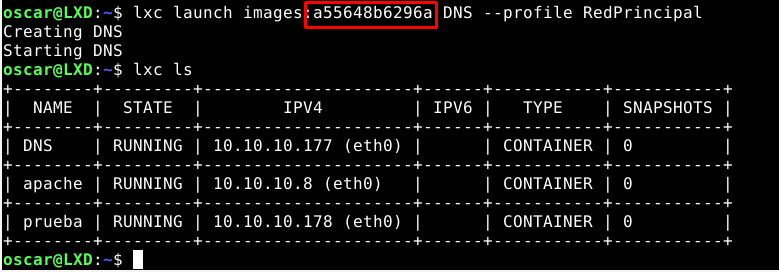 oscar@LXD:~$ lxc launch images:a55648b6296a DNS --profile RedPrincipal
Creating DNS
Starting DNS
oscar@LXD:~$ lxc ls
+--------+---------+---------------------+------+-----------+-----------+
|  NAME  |  STATE  |        IPV4         | IPV6 |   TYPE    | SNAPSHOTS |
+--------+---------+---------------------+------+-----------+-----------+
| DNS    | RUNNING | 10.10.10.177 (eth0) |      | CONTAINER | 0         |
+--------+---------+---------------------+------+-----------+-----------+
| apache | RUNNING | 10.10.10.8 (eth0)   |      | CONTAINER | 0         |
+--------+---------+---------------------+------+-----------+-----------+
| prueba | RUNNING | 10.10.10.178 (eth0) |      | CONTAINER | 0         |
+--------+---------+---------------------+------+-----------+-----------+
oscar@LXD:~$